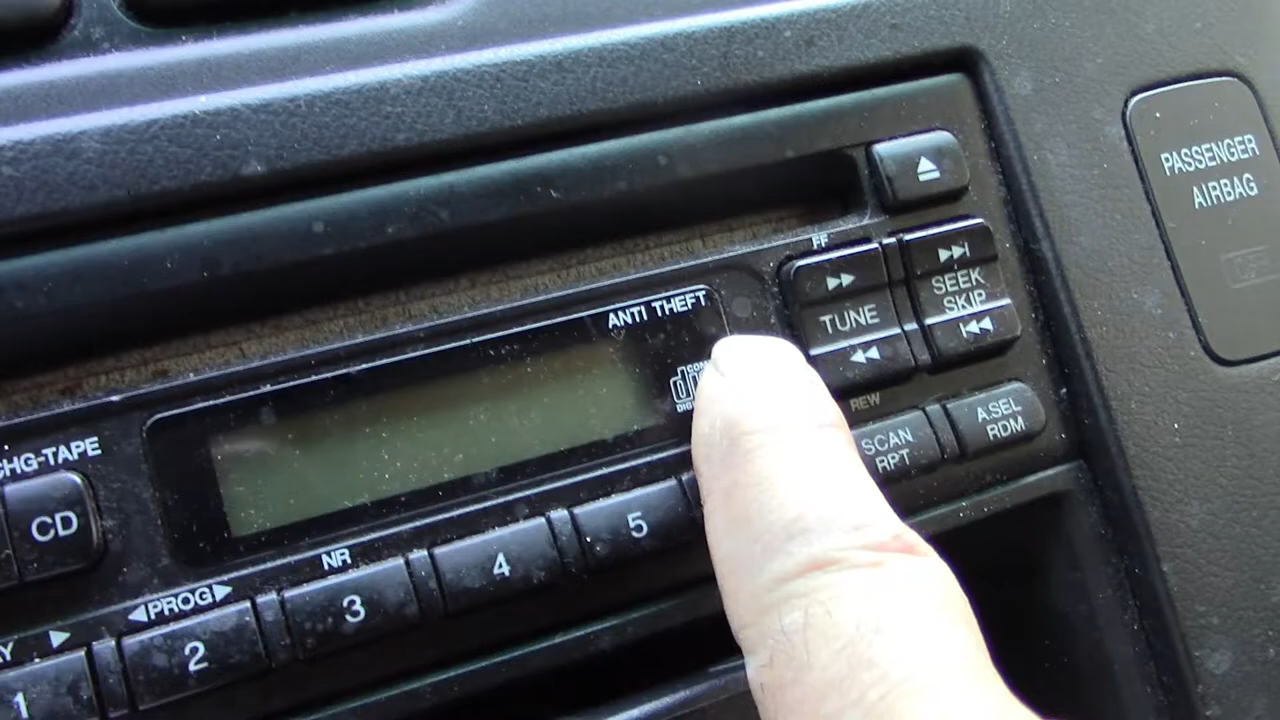 PASSENGER
AIRBAG
FF
SEEK
SKIP
TUNE
ANTI THEFT
REW
A.SEL
RDM
SCAN
RPT
CHG-TAPE
CD
5
4
NR
3
PROG
2
1